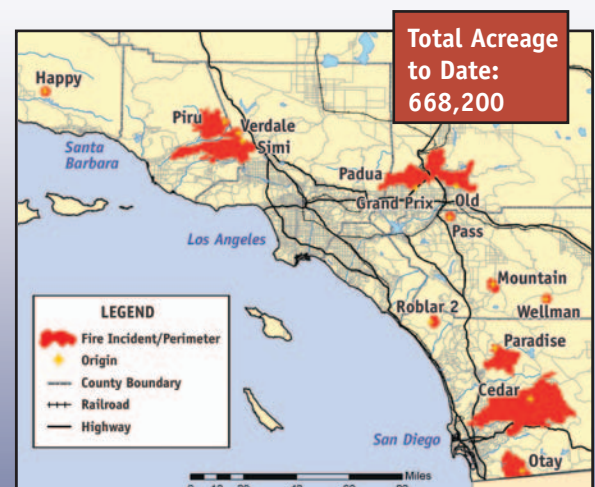 Total Acreage
to Date:
668,200
Happy
Piru
Verdale
Simi
Santa
Barbara
Padua
Grand Prix
Old
Pass
Los Angeles
Mountain
Wellman
Roblar 2
Paradise
Cedar
San Diego
Otay
LEGEND
Fire Incident/Perimeter
Origin
County Boundary
Railroad
Highway
Miles